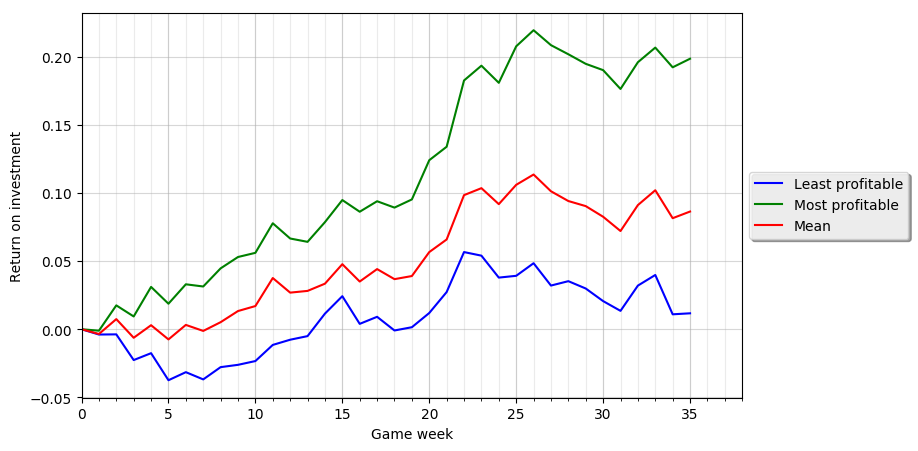 Return on investment
0.20
0.15
0.10
0.05
0.00
−0.05
0 5 10 15 20 25 30 35
Game week
Least profitable
Most profitable
Mean